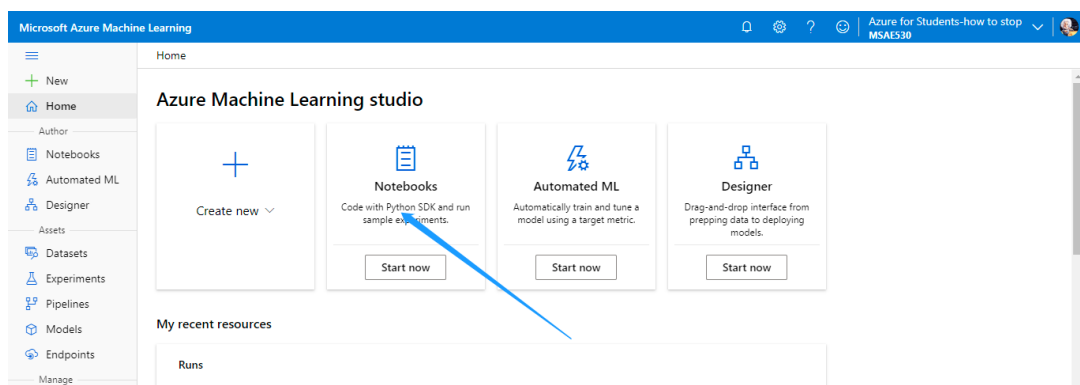 Microsoft Azure Machine Learning
Azure for Students-how to stop
MSAE530
Home
New
Home
Author
Notebooks
Automated ML
Designer
Assets
Datasets
Experiments
Pipelines
Models
Endpoints
Manage
Azure Machine Learning studio
Create new
Notebooks
Code with Python SDK and run
sample experiments.
Start now
Automated ML
Automatically train and tune a
model using a target metric.
Start now
Designer
Drag-and-drop interface from
prepping data to deploying
models.
Start now
My recent resources
Runs